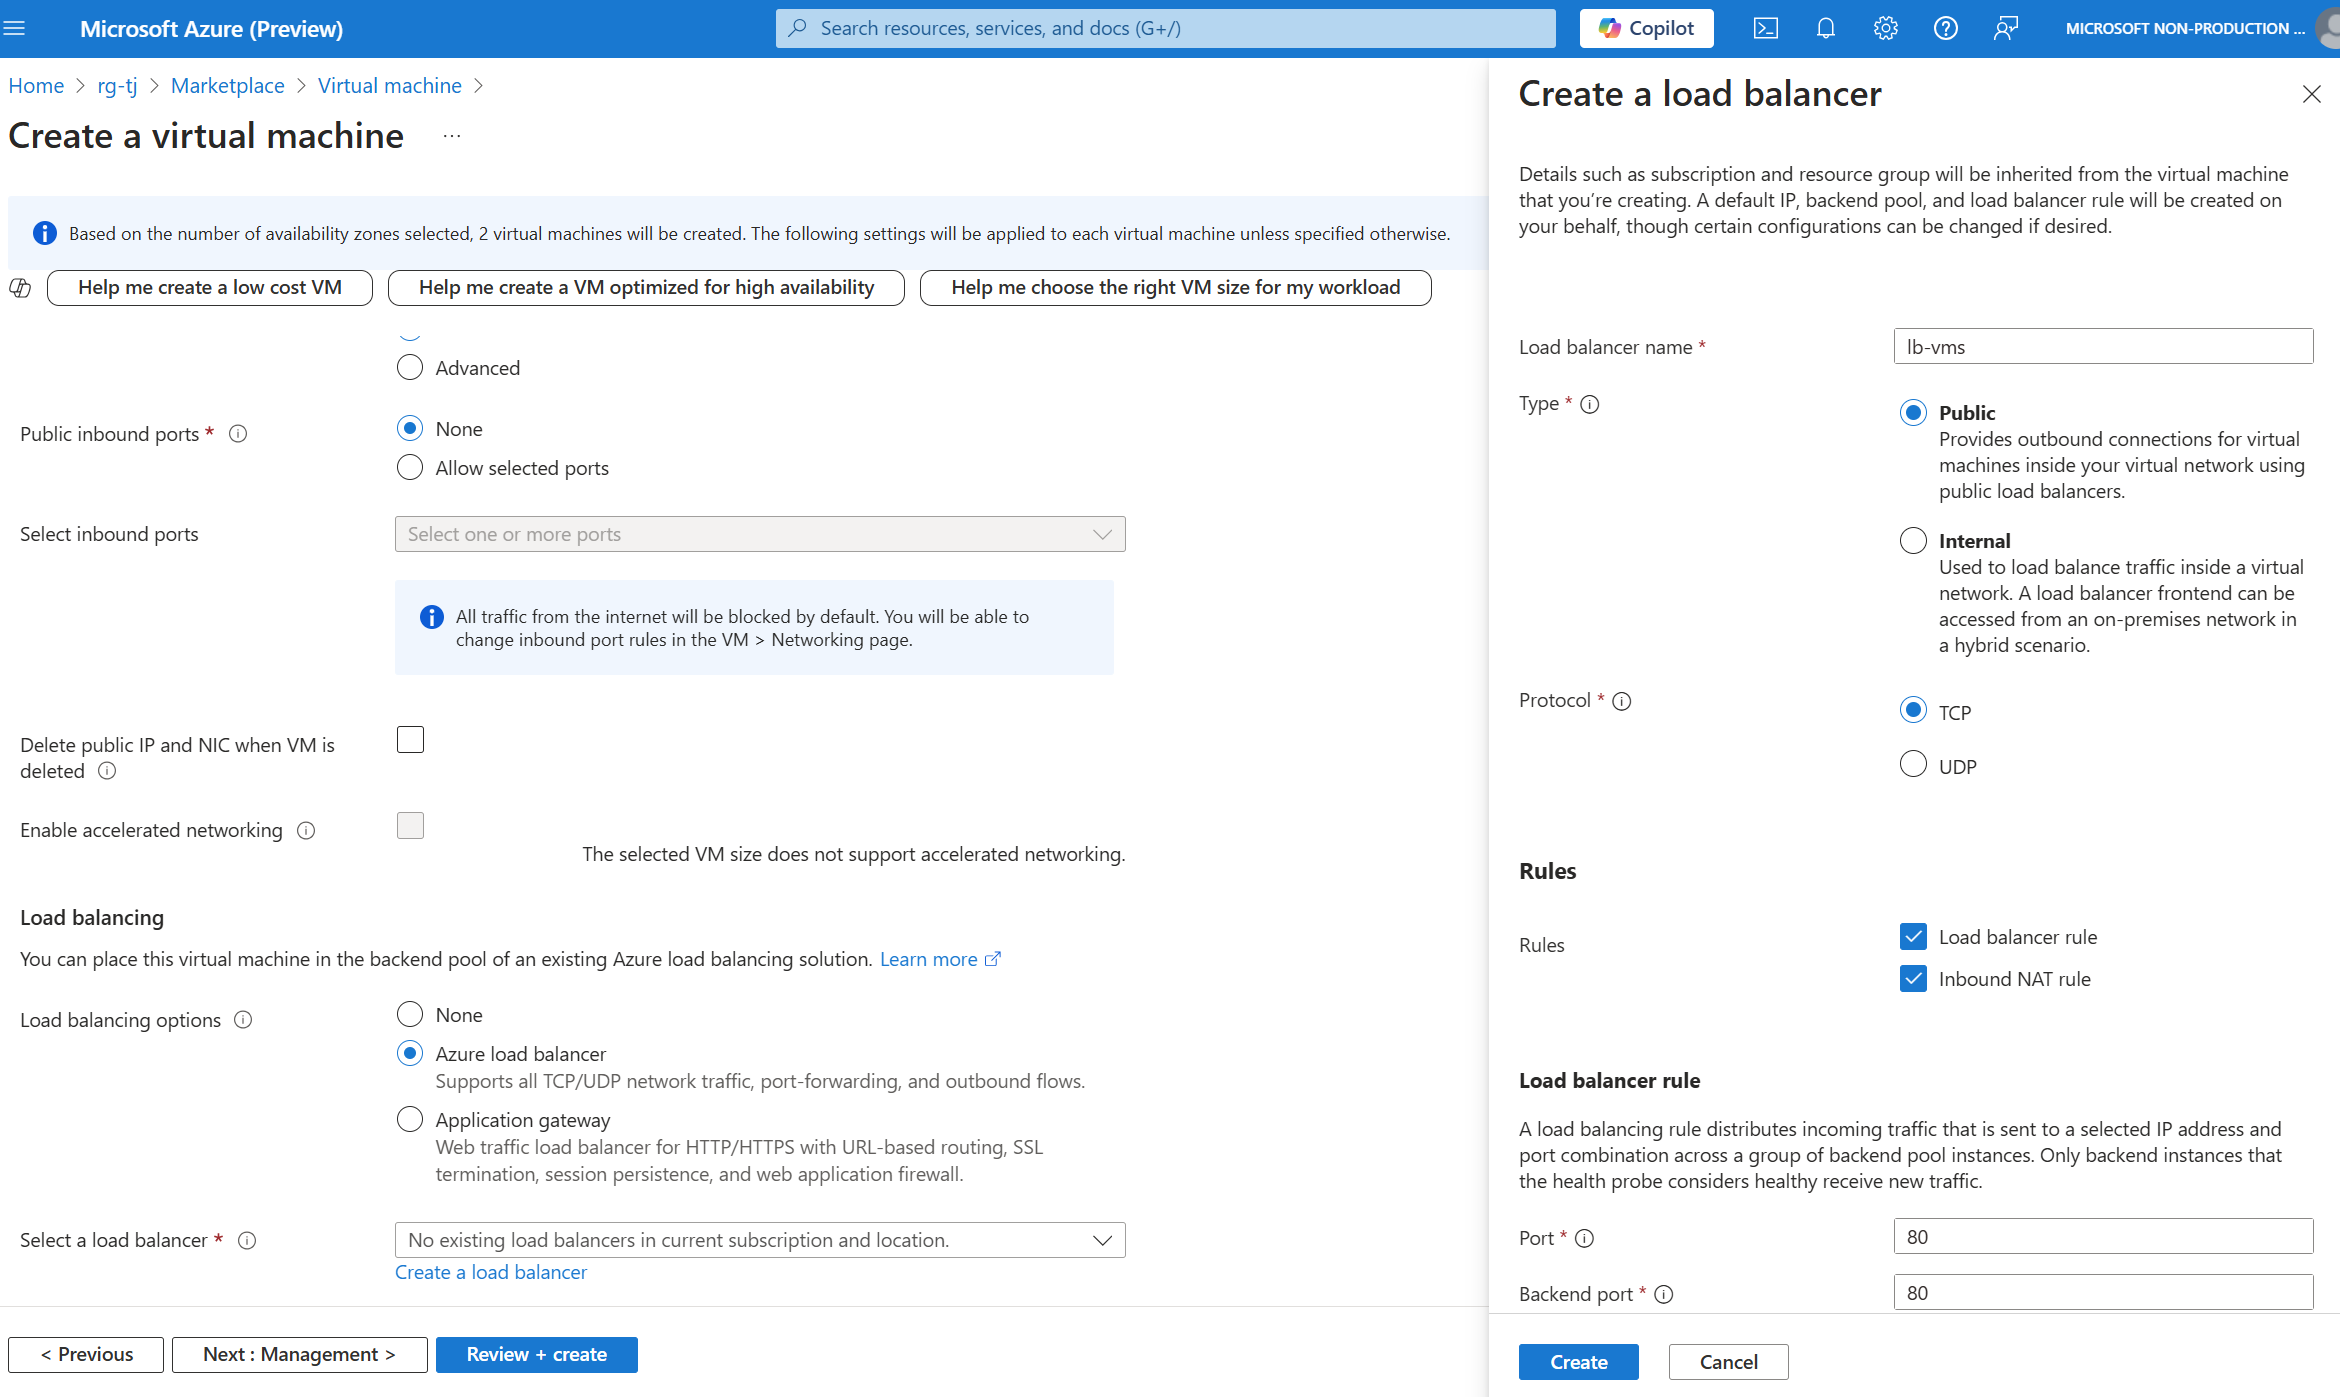 Microsoft Azure (Preview)
Search resources, services, and docs (G+/)
Copilot
MICROSOFT NON-PRODUCTION ...
Home > rg-tj > Marketplace > Virtual machine >
Create a virtual machine ...
Based on the number of availability zones selected, 2 virtual machines will be created. The following settings will be applied to each virtual machine unless specified otherwise.
Help me create a low cost VM
Help me create a VM optimized for high availability
Help me choose the right VM size for my workload
Advanced
Public inbound ports *
None
Allow selected ports
Select inbound ports
Select one or more ports
All traffic from the internet will be blocked by default. You will be able to
change inbound port rules in the VM > Networking page.
Delete public IP and NIC when VM is
deleted
Enable accelerated networking
The selected VM size does not support accelerated networking.
Load balancing
You can place this virtual machine in the backend pool of an existing Azure load balancing solution. Learn more
Load balancing options
None
Azure load balancer
Supports all TCP/UDP network traffic, port-forwarding, and outbound flows.
Application gateway
Web traffic load balancer for HTTP/HTTPS with URL-based routing, SSL
termination, session persistence, and web application firewall.
Select a load balancer *
No existing load balancers in current subscription and location.
Create a load balancer
< Previous
Next : Management >
Review + create
Create a load balancer
Details such as subscription and resource group will be inherited from the virtual machine
that you’re creating. A default IP, backend pool, and load balancer rule will be created on
your behalf, though certain configurations can be changed if desired.
Load balancer name *
lb-vms
Type *
Public
Provides outbound connections for virtual
machines inside your virtual network using
public load balancers.
Internal
Used to load balance traffic inside a virtual
network. A load balancer frontend can be
accessed from an on-premises network in
a hybrid scenario.
Protocol *
TCP
UDP
Rules
Rules
Load balancer rule
Inbound NAT rule
Load balancer rule
A load balancing rule distributes incoming traffic that is sent to a selected IP address and
port combination across a group of backend pool instances. Only backend instances that
the health probe considers healthy receive new traffic.
Port *
80
Backend port *
80
Create
Cancel